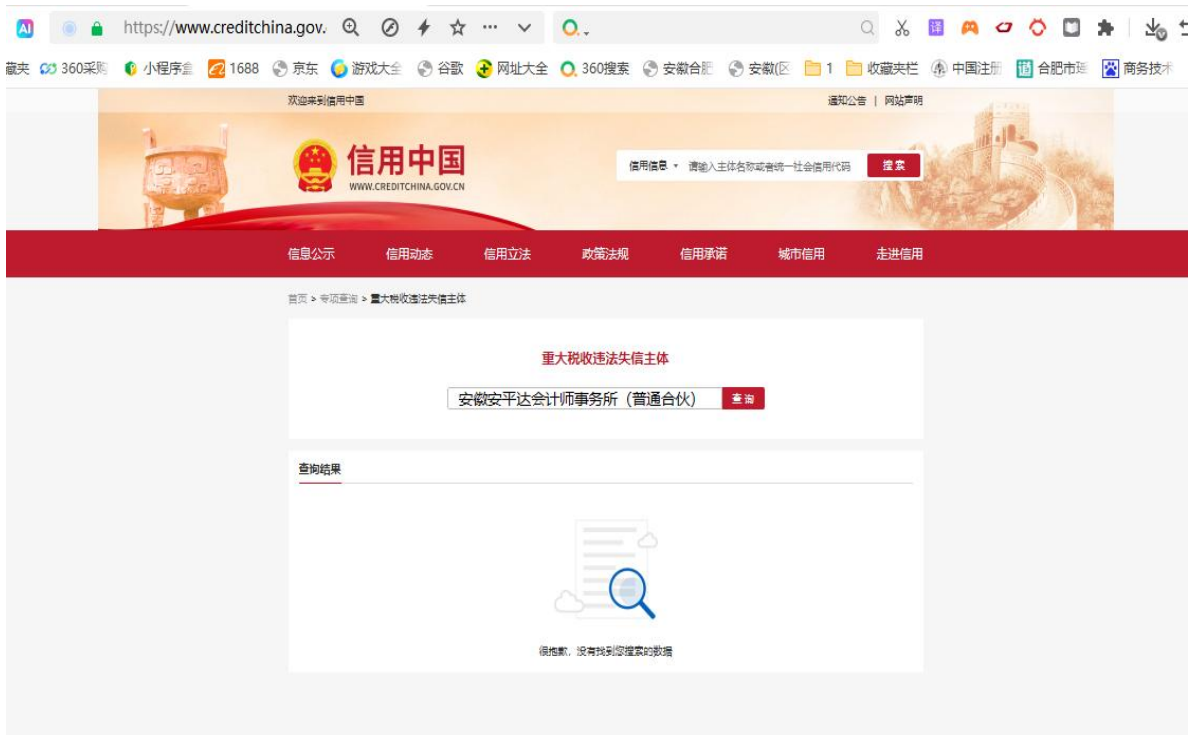 AI https://www.creditchina.gov.
藏夹 360采购 小程序盒 1688 京东 游戏大全 谷歌 网址大全 360搜索 安徽合肥 安徽(区 1 收藏夹栏 中国注册 合肥市 商务技术
欢迎来到信用中国 通知公告 | 网站声明
信用中国
WWW.CREDITCHINA.GOV.CN
信用信息 请输入主体名称或者统一社会信用代码 搜索
信息公示 信用动态 信用立法 政策法规 信用承诺 城市信用 走进信用
首页 > 专项查询 > 重大税收违法失信主体
重大税收违法失信主体
安徽安平达会计师事务所（普通合伙） 查询
查询结果
很抱歉，没有找到您搜索的数据